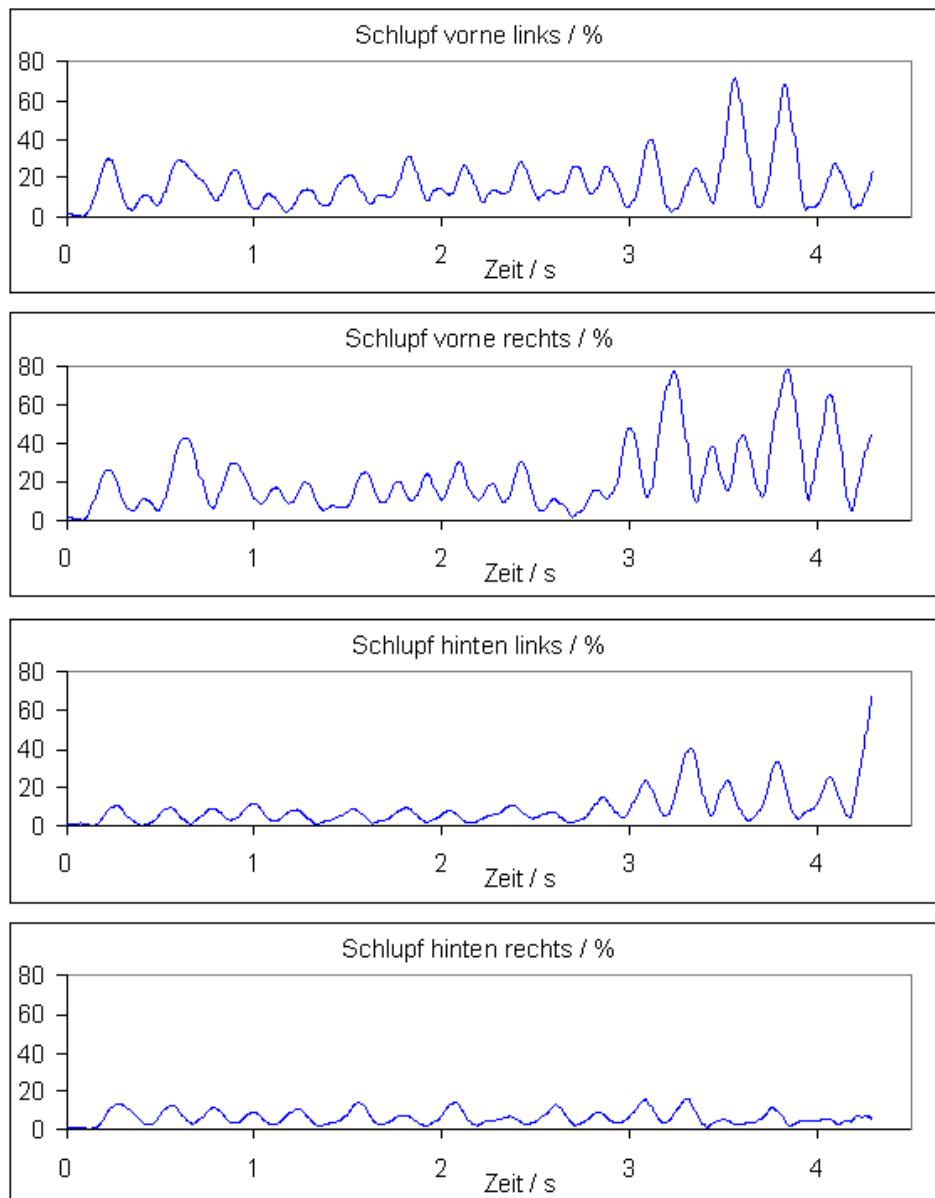 Schlupf vorne links / %
80
60
40
20
0
0 1 2 3 4
Zeit / s
Schlupf vorne rechts / %
80
60
40
20
0
0 1 2 3 4
Zeit / s
Schlupf hinten links / %
80
60
40
20
0
0 1 2 3 4
Zeit / s
Schlupf hinten rechts / %
80
60
40
20
0
0 1 2 3 4
Zeit / s